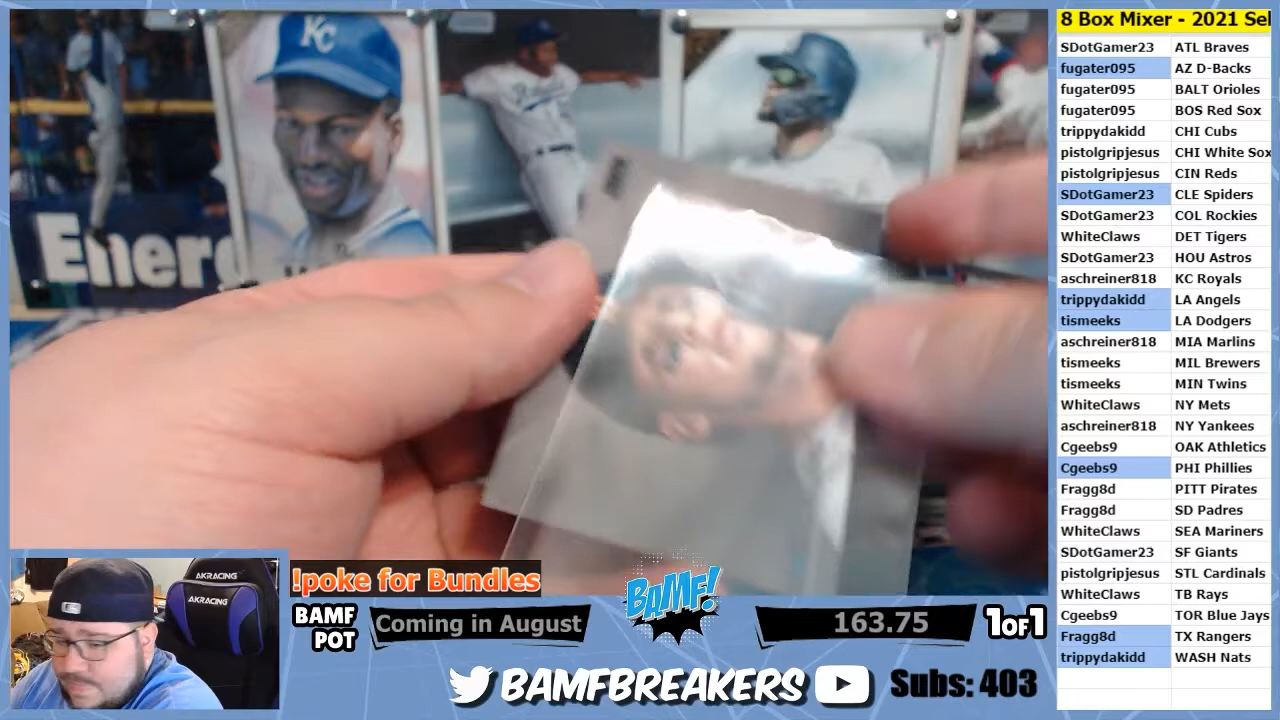 8 Box Mixer - 2021 Sel
SDotGamer23 ATL Braves
fugater095 AZ D-Backs
fugater095 BALT Orioles
fugater095 BOS Red Sox
trippydakidd CHI Cubs
pistolgripjesus CHI White Sox
pistolgripjesus CIN Reds
SDotGamer23 CLE Spiders
SDotGamer23 COL Rockies
WhiteClaws DET Tigers
SDotGamer23 HOU Astros
aschreiner818 KC Royals
trippydakidd LA Angels
tismeeks LA Dodgers
aschreiner818 MIA Marlins
tismeeks MIL Brewers
tismeeks MIN Twins
WhiteClaws NY Mets
aschreiner818 NY Yankees
Cgeebs9 OAK Athletics
Cgeebs9 PHI Phillies
Fragg8d PITT Pirates
Fragg8d SD Padres
WhiteClaws SEA Mariners
SDotGamer23 SF Giants
pistolgripjesus STL Cardinals
WhiteClaws TB Rays
Cgeebs9 TOR Blue Jays
Fragg8d TX Rangers
trippydakidd WASH Nats
KC
Energ
AKRACING
AKRACING
!poke for Bundles
BAMF POT
Coming in August
BAMF!
163.75
1OF1
BAMFBREAKERS
Subs: 403